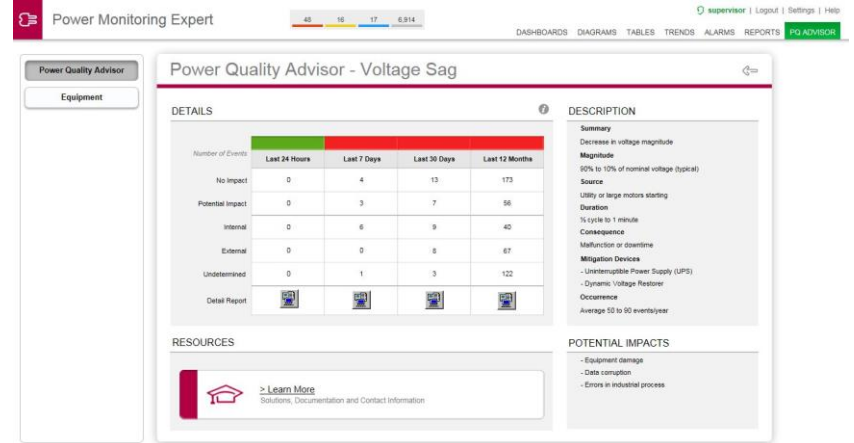 supervisor | Logout | Settings | Help
Power Monitoring Expert
48 16 17 6,914
DASHBOARDS DIAGRAMS TABLES TRENDS ALARMS REPORTS PQ ADVISOR
Power Quality Advisor
Equipment
Power Quality Advisor - Voltage Sag
DETAILS
Number of Events Last 24 Hours Last 7 Days Last 30 Days Last 12 Months
No Impact 0 4 13 173
Potential Impact 0 3 7 56
Internal 0 6 9 40
External 0 0 8 67
Undetermined 0 1 3 122
Detail Report
RESOURCES
> Learn More
Solutions, Documentation and Contact Information
DESCRIPTION
Summary
Decrease in voltage magnitude
Magnitude
90% to 10% of nominal voltage (typical)
Source
Utility or large motors starting
Duration
½ cycle to 1 minute
Consequence
Malfunction or downtime
Mitigation Devices
- Uninterruptible Power Supply (UPS)
- Dynamic Voltage Restorer
Occurrence
Average 50 to 90 events/year
POTENTIAL IMPACTS
- Equipment damage
- Data corruption
- Errors in industrial process